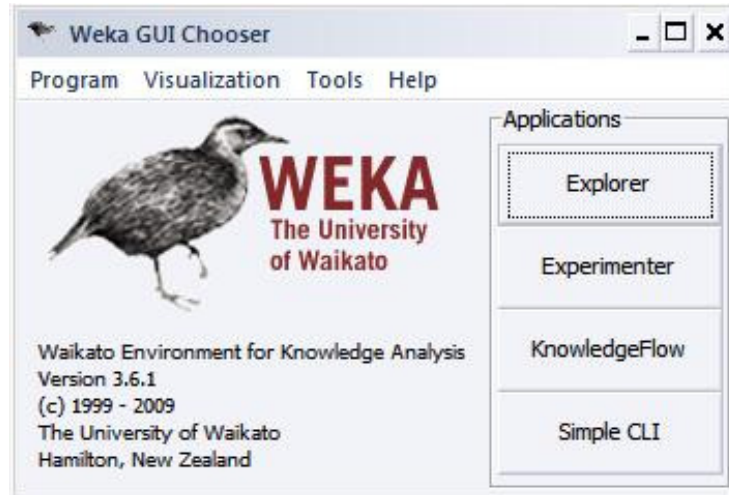 Weka GUI Chooser
Program Visualization Tools Help
WEKA
The University
of Waikato
Waikato Environment for Knowledge Analysis
Version 3.6.1
(c) 1999 - 2009
The University of Waikato
Hamilton, New Zealand
Applications
Explorer
Experimenter
KnowledgeFlow
Simple CLI